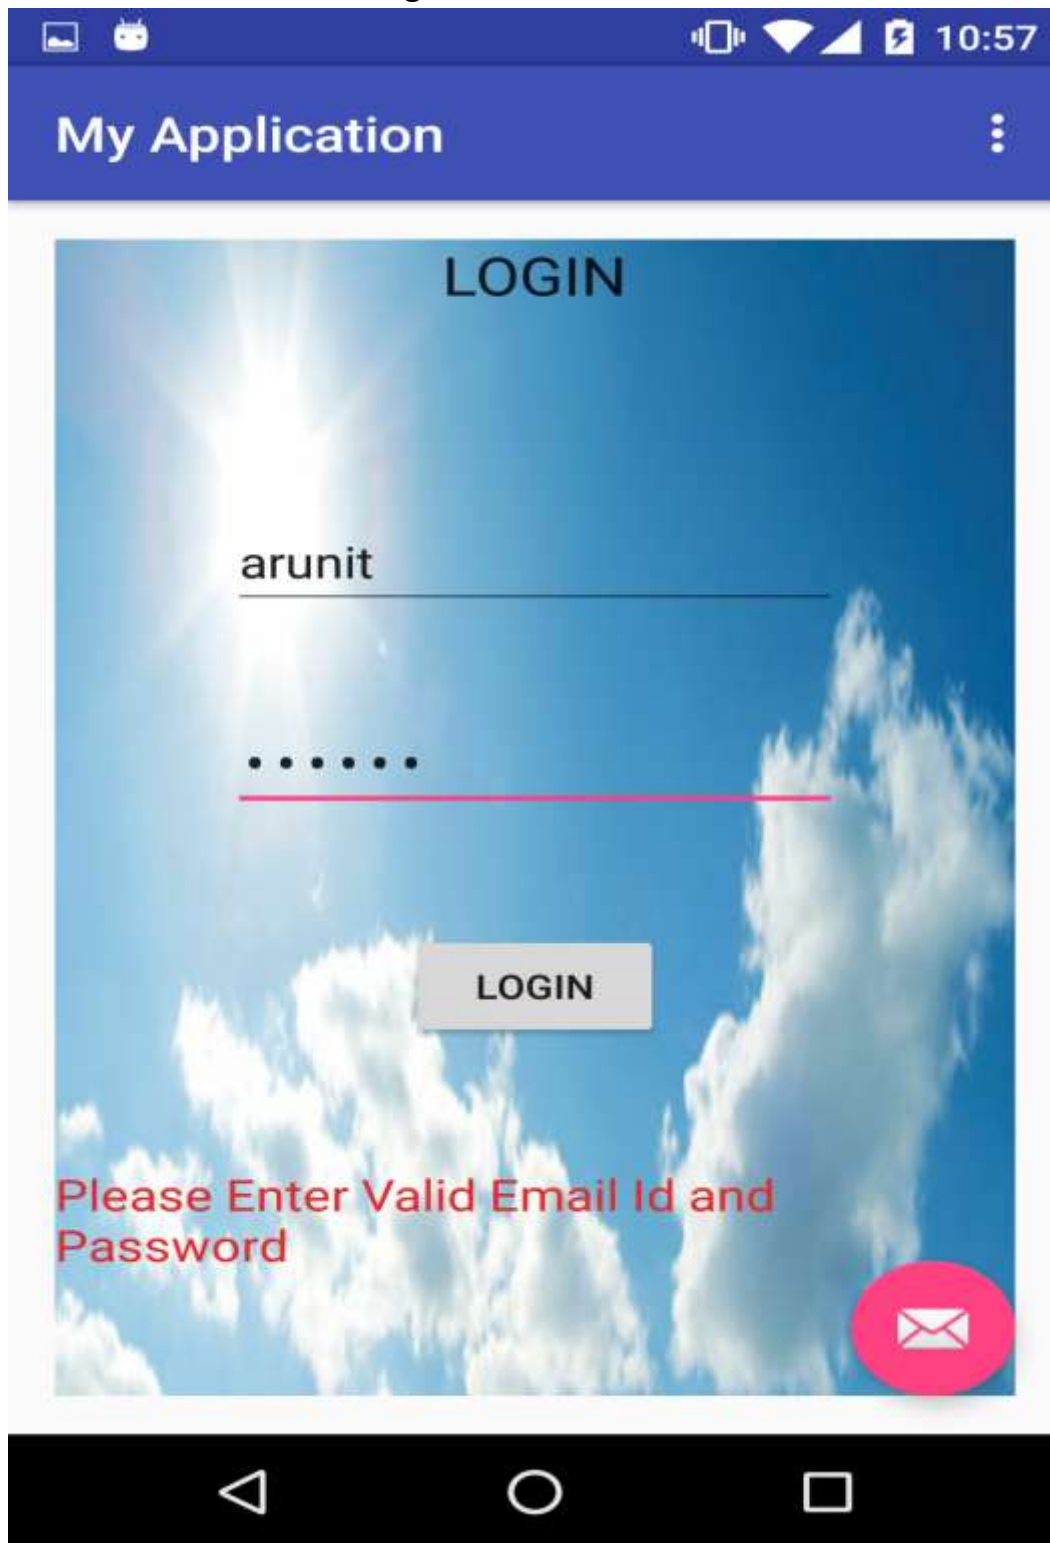 10:57
My Application
LOGIN
arunit
••••••
LOGIN
Please Enter Valid Email Id and
Password